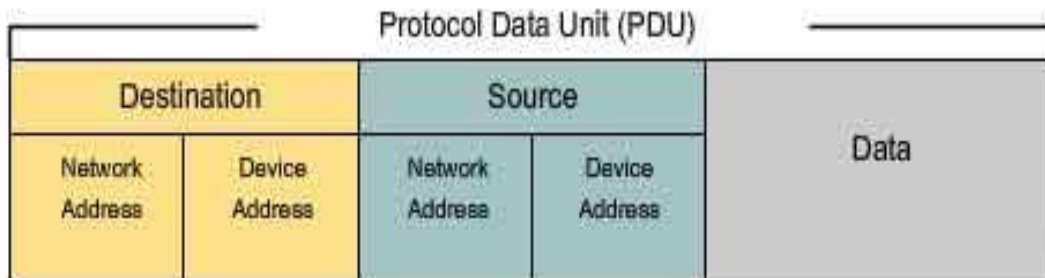 Protocol Data Unit (PDU)
Destination
Source
Data
Network
Address
Device
Address
Network
Address
Device
Address